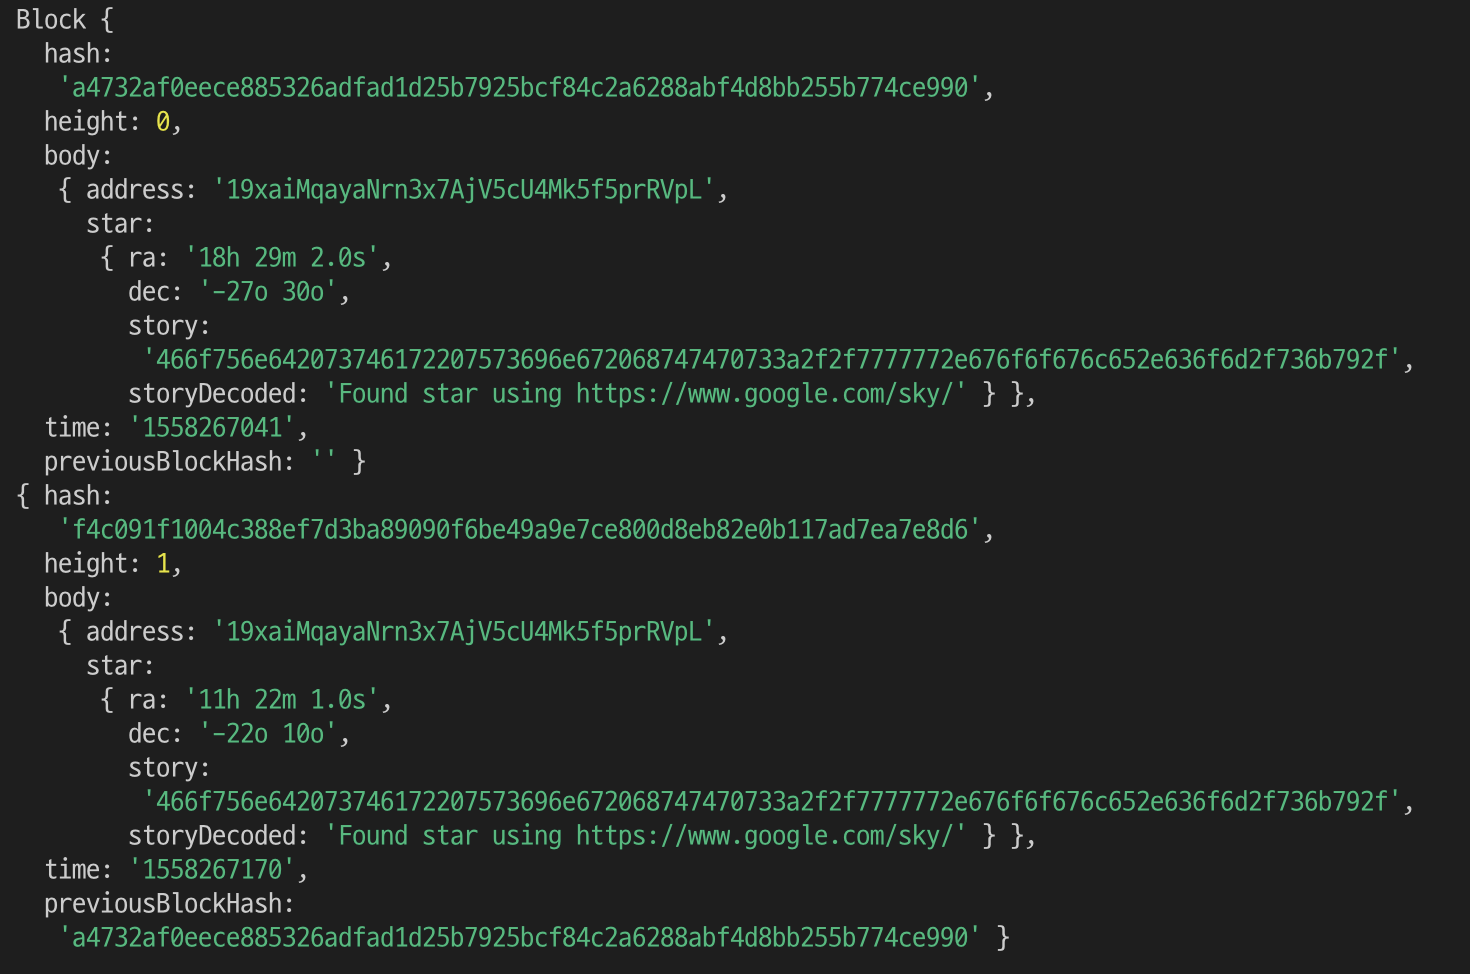 Block {
  hash:
   'a4732af0eece885326adfad1d25b7925bcf84c2a6288abf4d8bb255b774ce990',
  height: 0,
  body:
   { address: '19xaiMqayaNrn3x7AjV5cU4Mk5f5prRVpL',
     star:
      { ra: '18h 29m 2.0s',
        dec: '-27o 30o',
        story:
         '466f756e642073746172207573696e672068747470733a2f2f7777772e676f6f676c652e636f6d2f736b792f',
        storyDecoded: 'Found star using https://www.google.com/sky/' } },
  time: '1558267041',
  previousBlockHash: '' }
{ hash:
   'f4c091f1004c388ef7d3ba89090f6be49a9e7ce800d8eb82e0b117ad7ea7e8d6',
  height: 1,
  body:
   { address: '19xaiMqayaNrn3x7AjV5cU4Mk5f5prRVpL',
     star:
      { ra: '11h 22m 1.0s',
        dec: '-22o 10o',
        story:
         '466f756e642073746172207573696e672068747470733a2f2f7777772e676f6f676c652e636f6d2f736b792f',
        storyDecoded: 'Found star using https://www.google.com/sky/' } },
  time: '1558267170',
  previousBlockHash:
   'a4732af0eece885326adfad1d25b7925bcf84c2a6288abf4d8bb255b774ce990' }